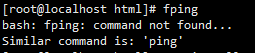 [root@localhost html]# fping
bash: fping: command not found...
Similar command is: 'ping'